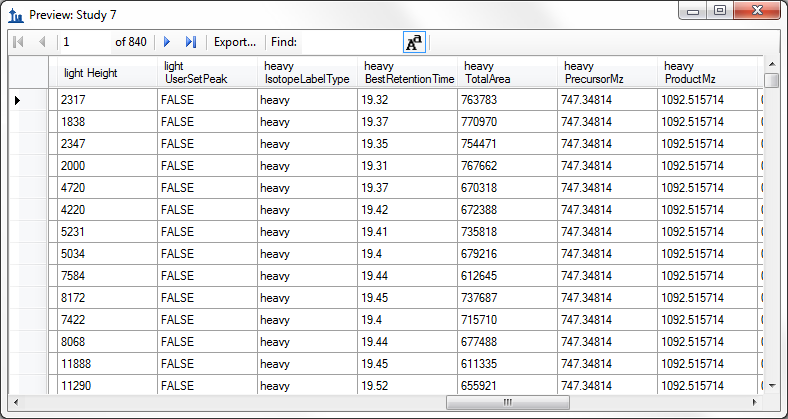 Preview: Study 7
1 of 840 Export... Find: Aa
light Height light UserSetPeak heavy IsotopeLabelType heavy BestRetentionTime heavy TotalArea heavy PrecursorMz heavy ProductMz
2317 FALSE heavy 19.32 763783 747.34814 1092.515714
1838 FALSE heavy 19.37 770970 747.34814 1092.515714
2347 FALSE heavy 19.35 754471 747.34814 1092.515714
2000 FALSE heavy 19.31 767662 747.34814 1092.515714
4720 FALSE heavy 19.37 670318 747.34814 1092.515714
4220 FALSE heavy 19.42 672388 747.34814 1092.515714
5231 FALSE heavy 19.41 735818 747.34814 1092.515714
5034 FALSE heavy 19.4 679216 747.34814 1092.515714
7584 FALSE heavy 19.44 612645 747.34814 1092.515714
8172 FALSE heavy 19.45 737687 747.34814 1092.515714
7422 FALSE heavy 19.4 715710 747.34814 1092.515714
8068 FALSE heavy 19.44 677488 747.34814 1092.515714
11888 FALSE heavy 19.45 611335 747.34814 1092.515714
11290 FALSE heavy 19.52 655921 747.34814 1092.515714